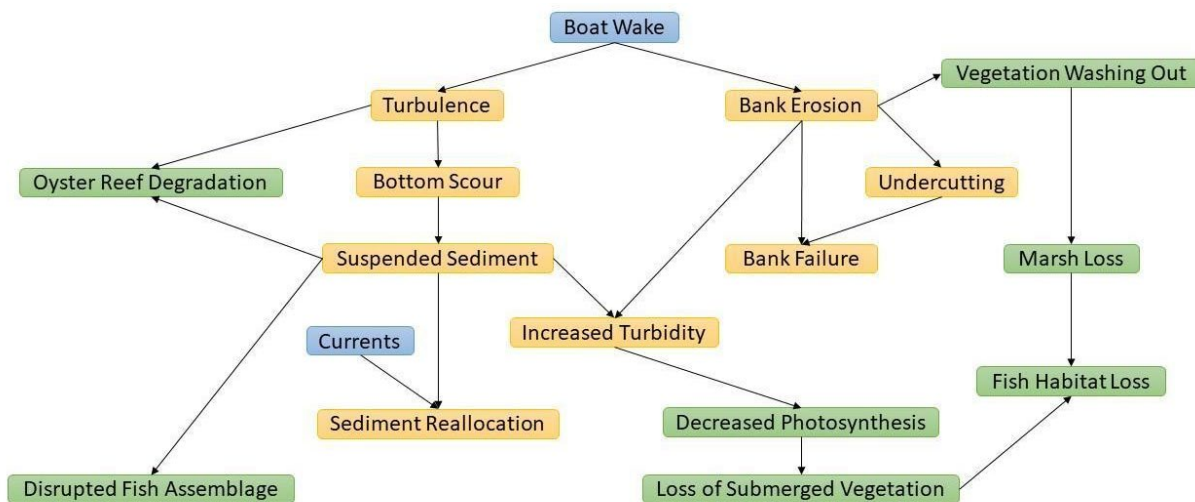 Boat Wake
Vegetation Washing Out
Turbulence
Bank Erosion
Oyster Reef Degradation
Bottom Scour
Undercutting
Suspended Sediment
Bank Failure
Marsh Loss
Currents
Increased Turbidity
Fish Habitat Loss
Sediment Reallocation
Decreased Photosynthesis
Disrupted Fish Assemblage
Loss of Submerged Vegetation